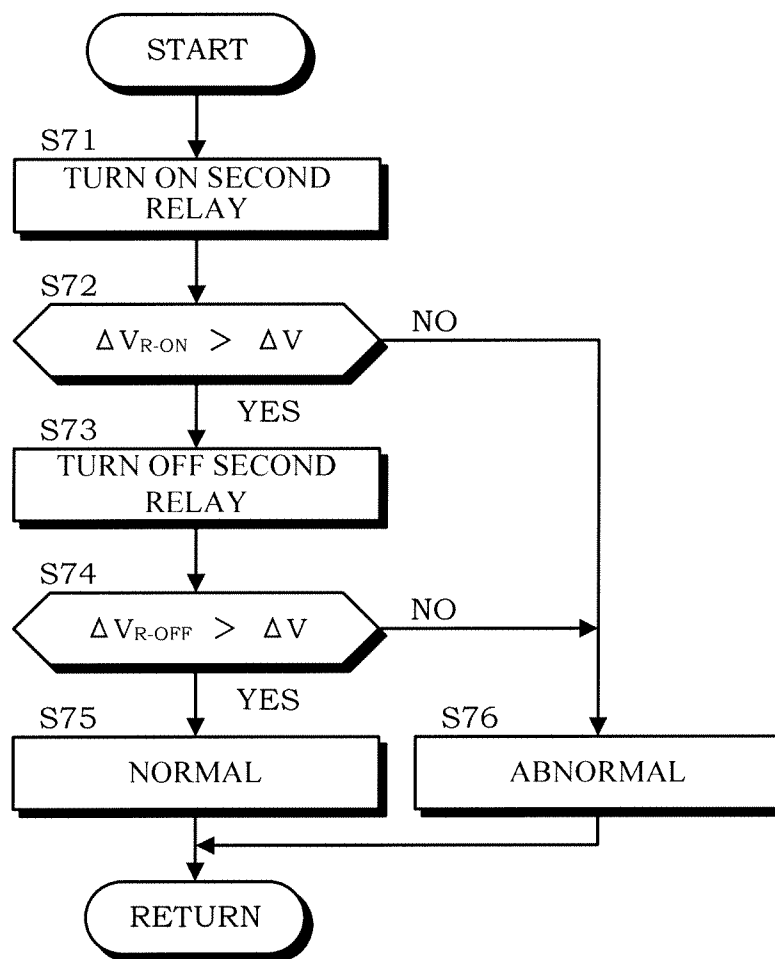 START
S71
TURN ON SECOND
RELAY
S72
ΔVR-ON > ΔV
NO
YES
S73
TURN OFF SECOND
RELAY
S74
ΔVR-OFF > ΔV
NO
YES
S75
NORMAL
S76
ABNORMAL
RETURN